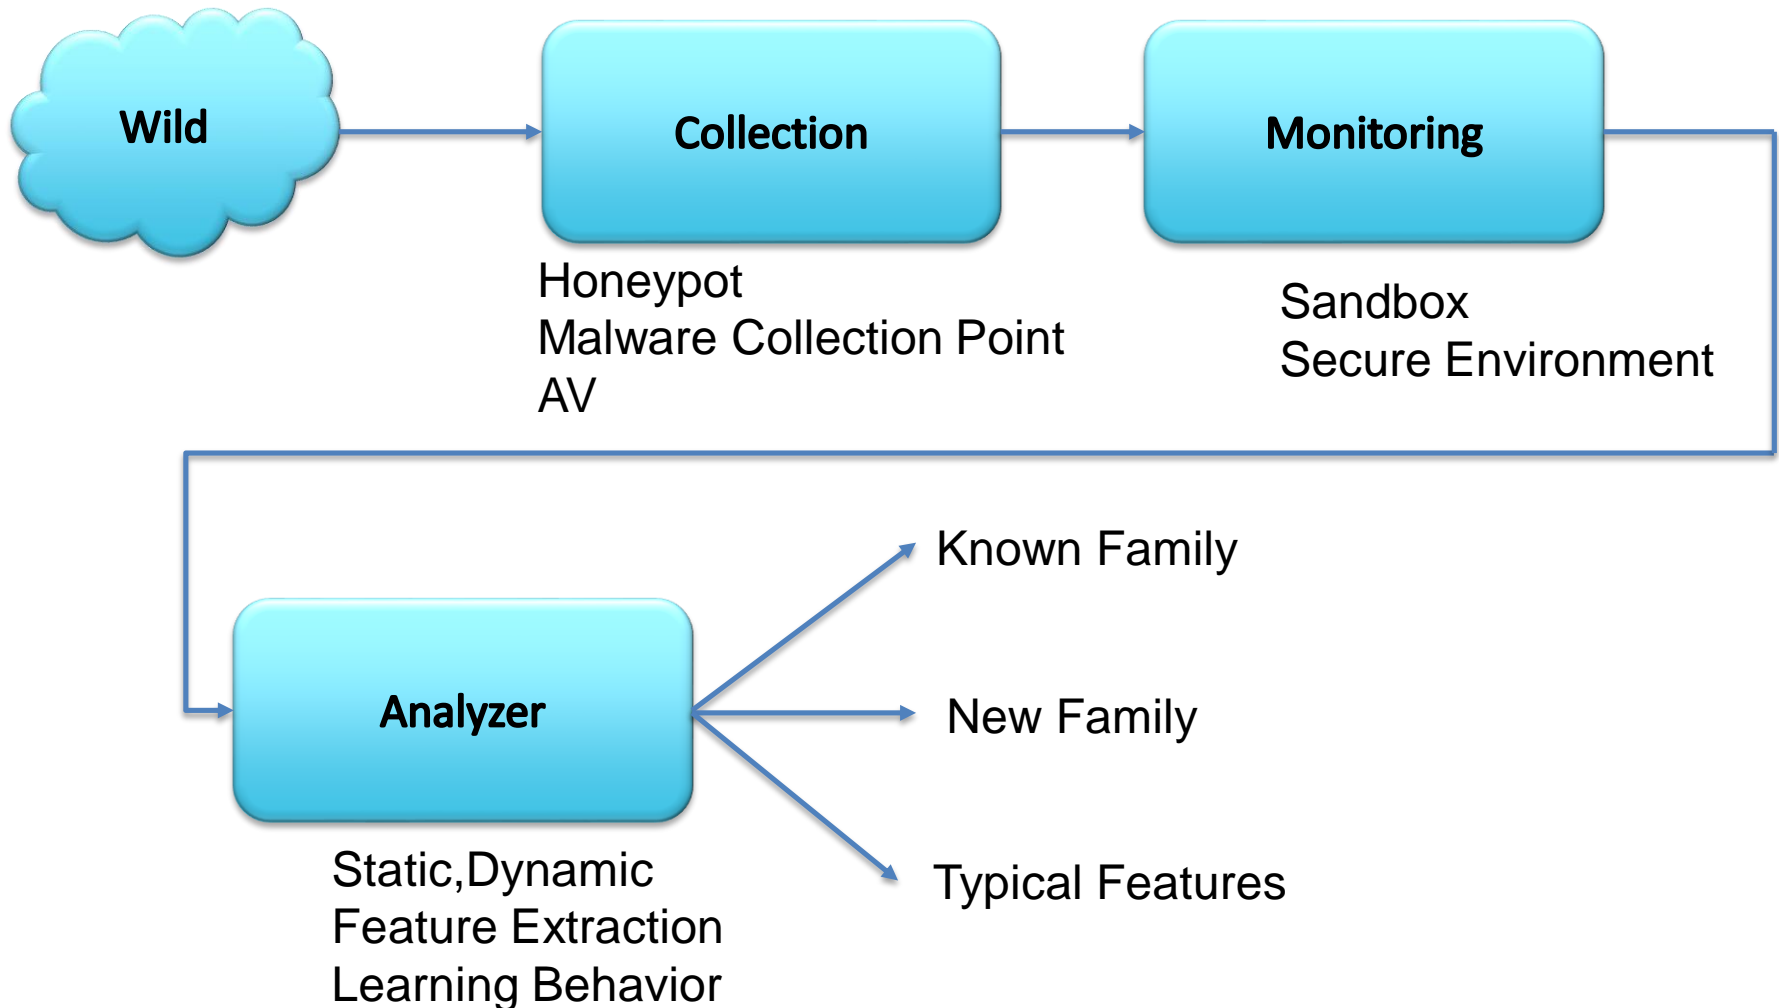 Wild
Collection
Monitoring
Honeypot
Malware Collection Point
AV
Sandbox
Secure Environment
Analyzer
Static,Dynamic
Feature Extraction
Learning Behavior
Known Family
New Family
Typical Features